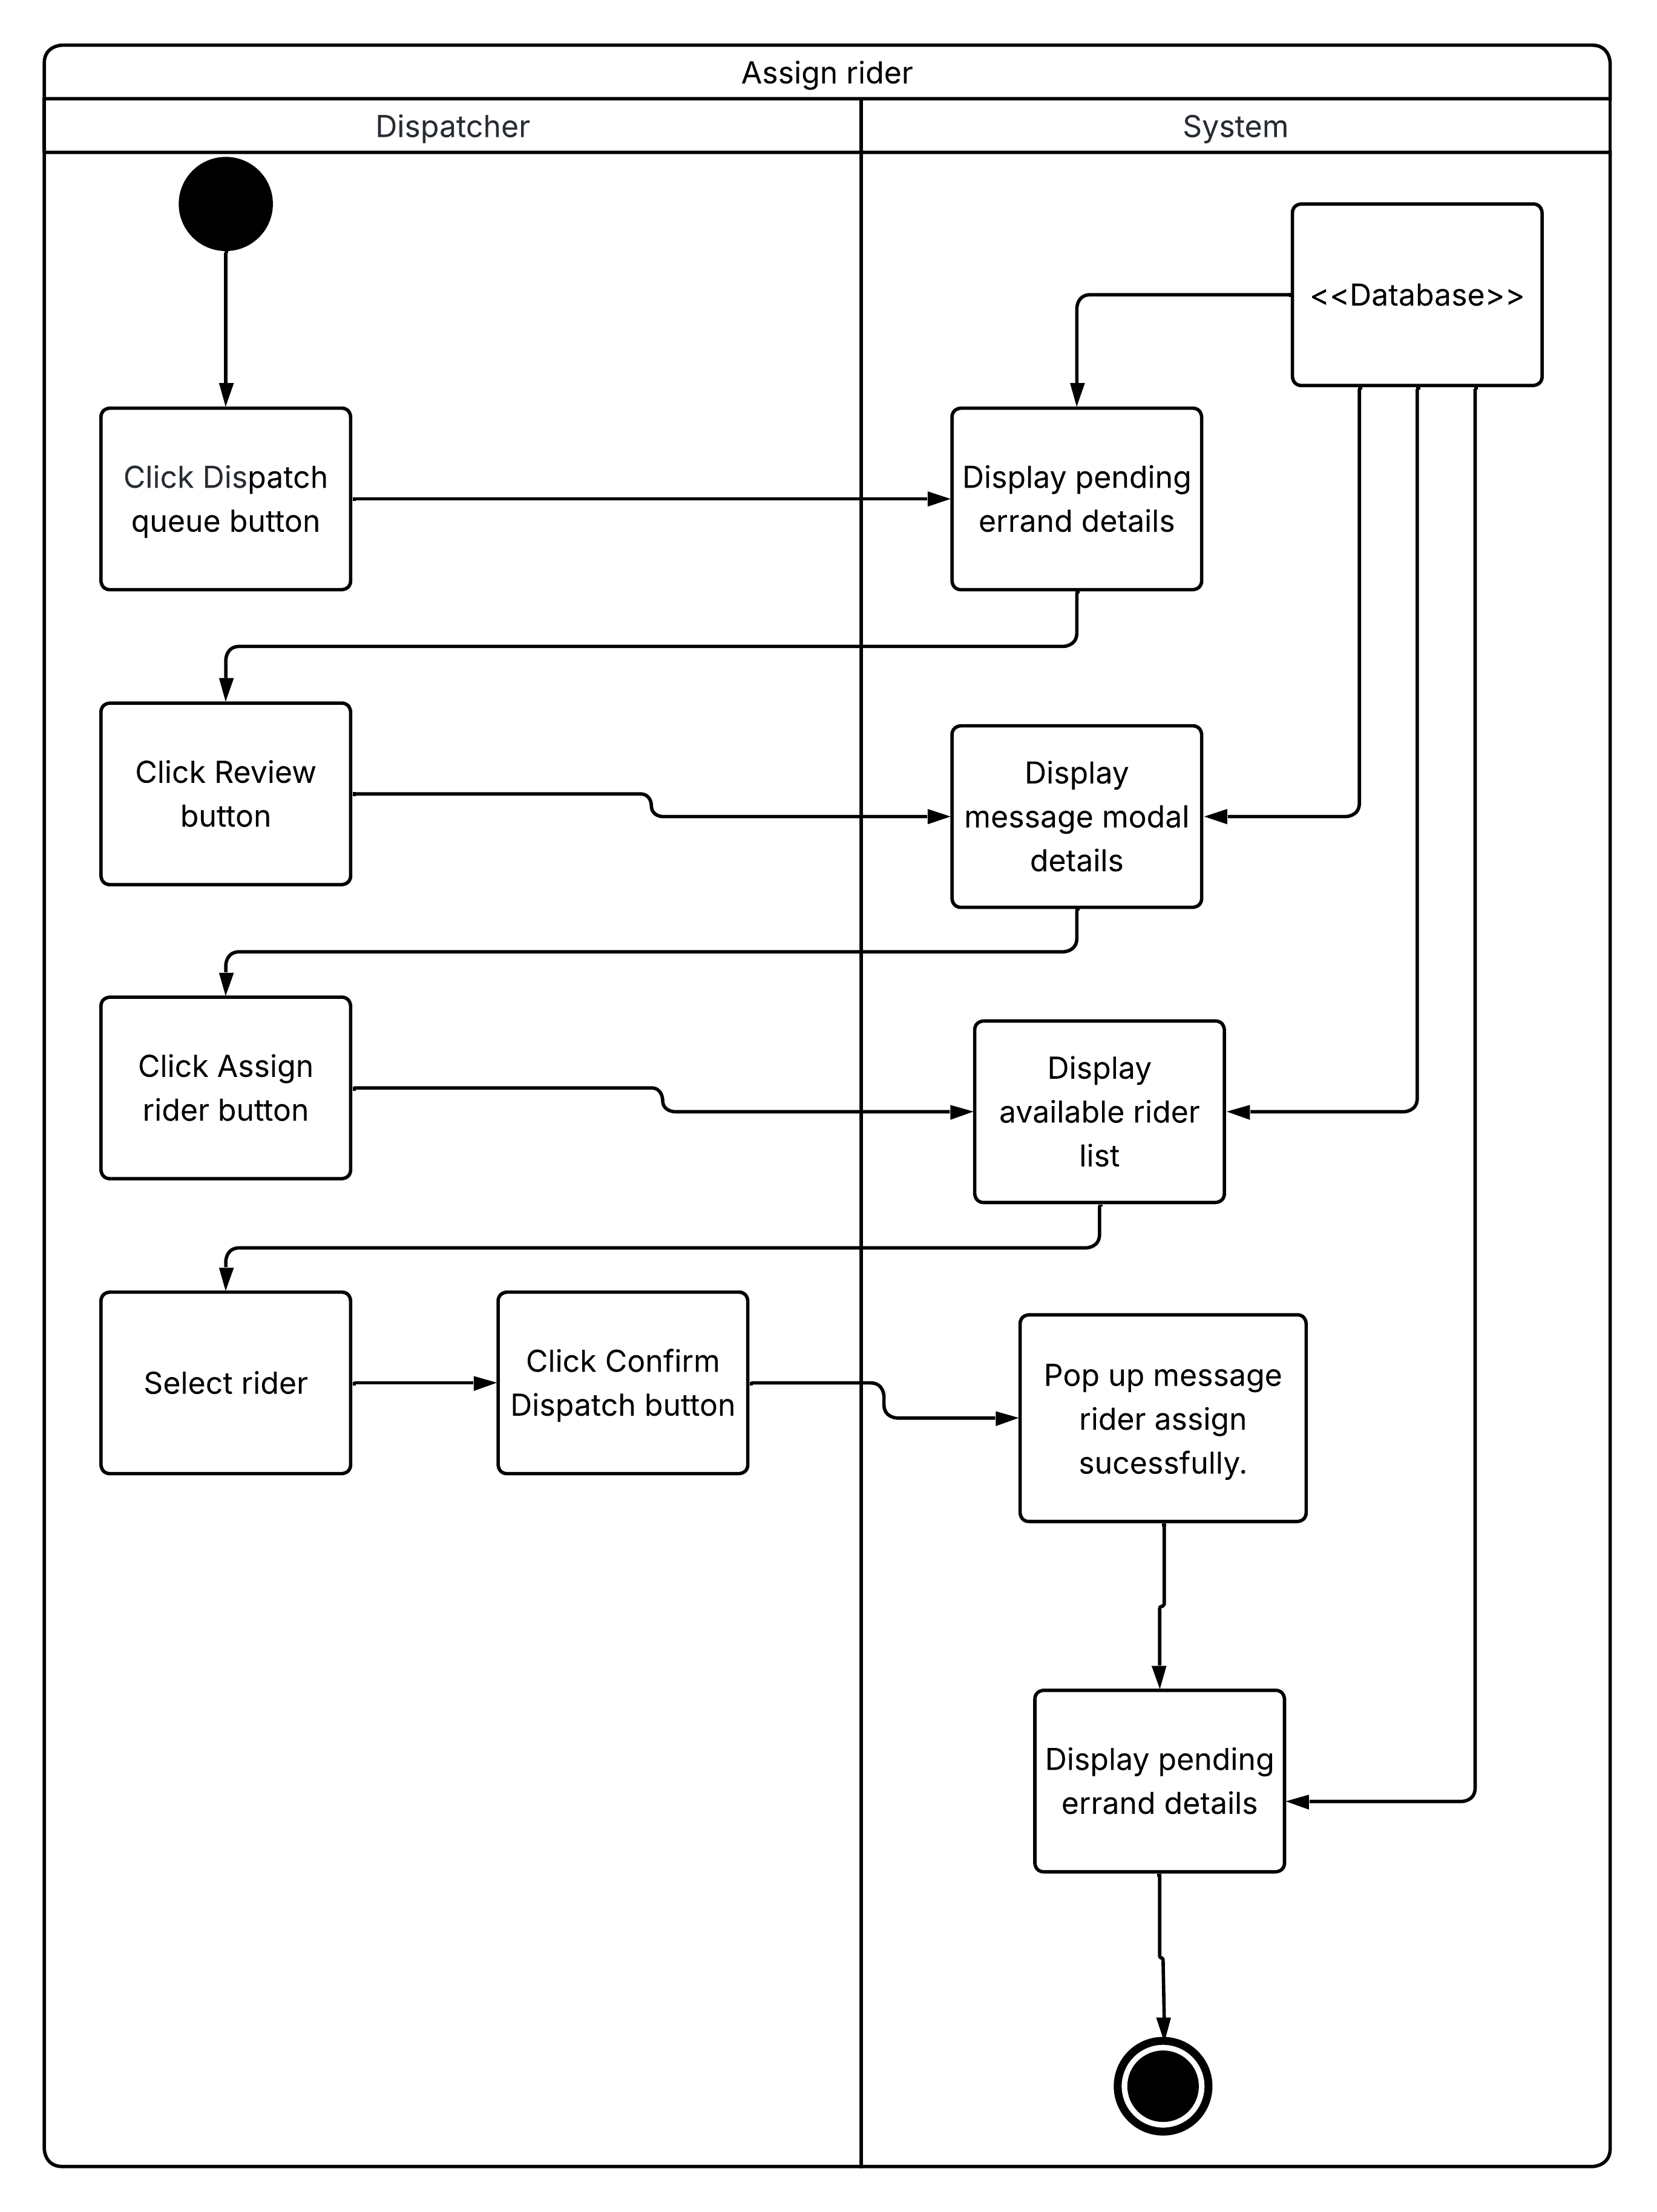 Assign rider
Dispatcher
System
<<Database>>
Click Dispatch
queue button
Display pending
errand details
Click Review
button
Display
message modal
details
Click Assign
rider button
Display
available rider
list
Select rider
Click Confirm
Dispatch button
Pop up message
rider assign
sucessfully.
Display pending
errand details